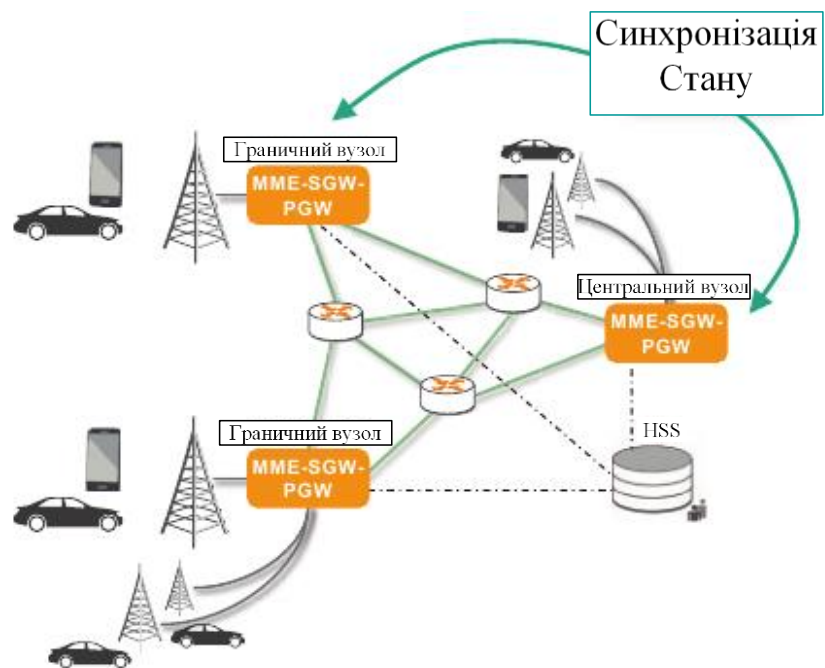 Синхронізація
Стану
Граничний вузол
MME-SGW-
PGW
Центральний вузол
MME-SGW-
PGW
Граничний вузол
MME-SGW-
PGW
HSS